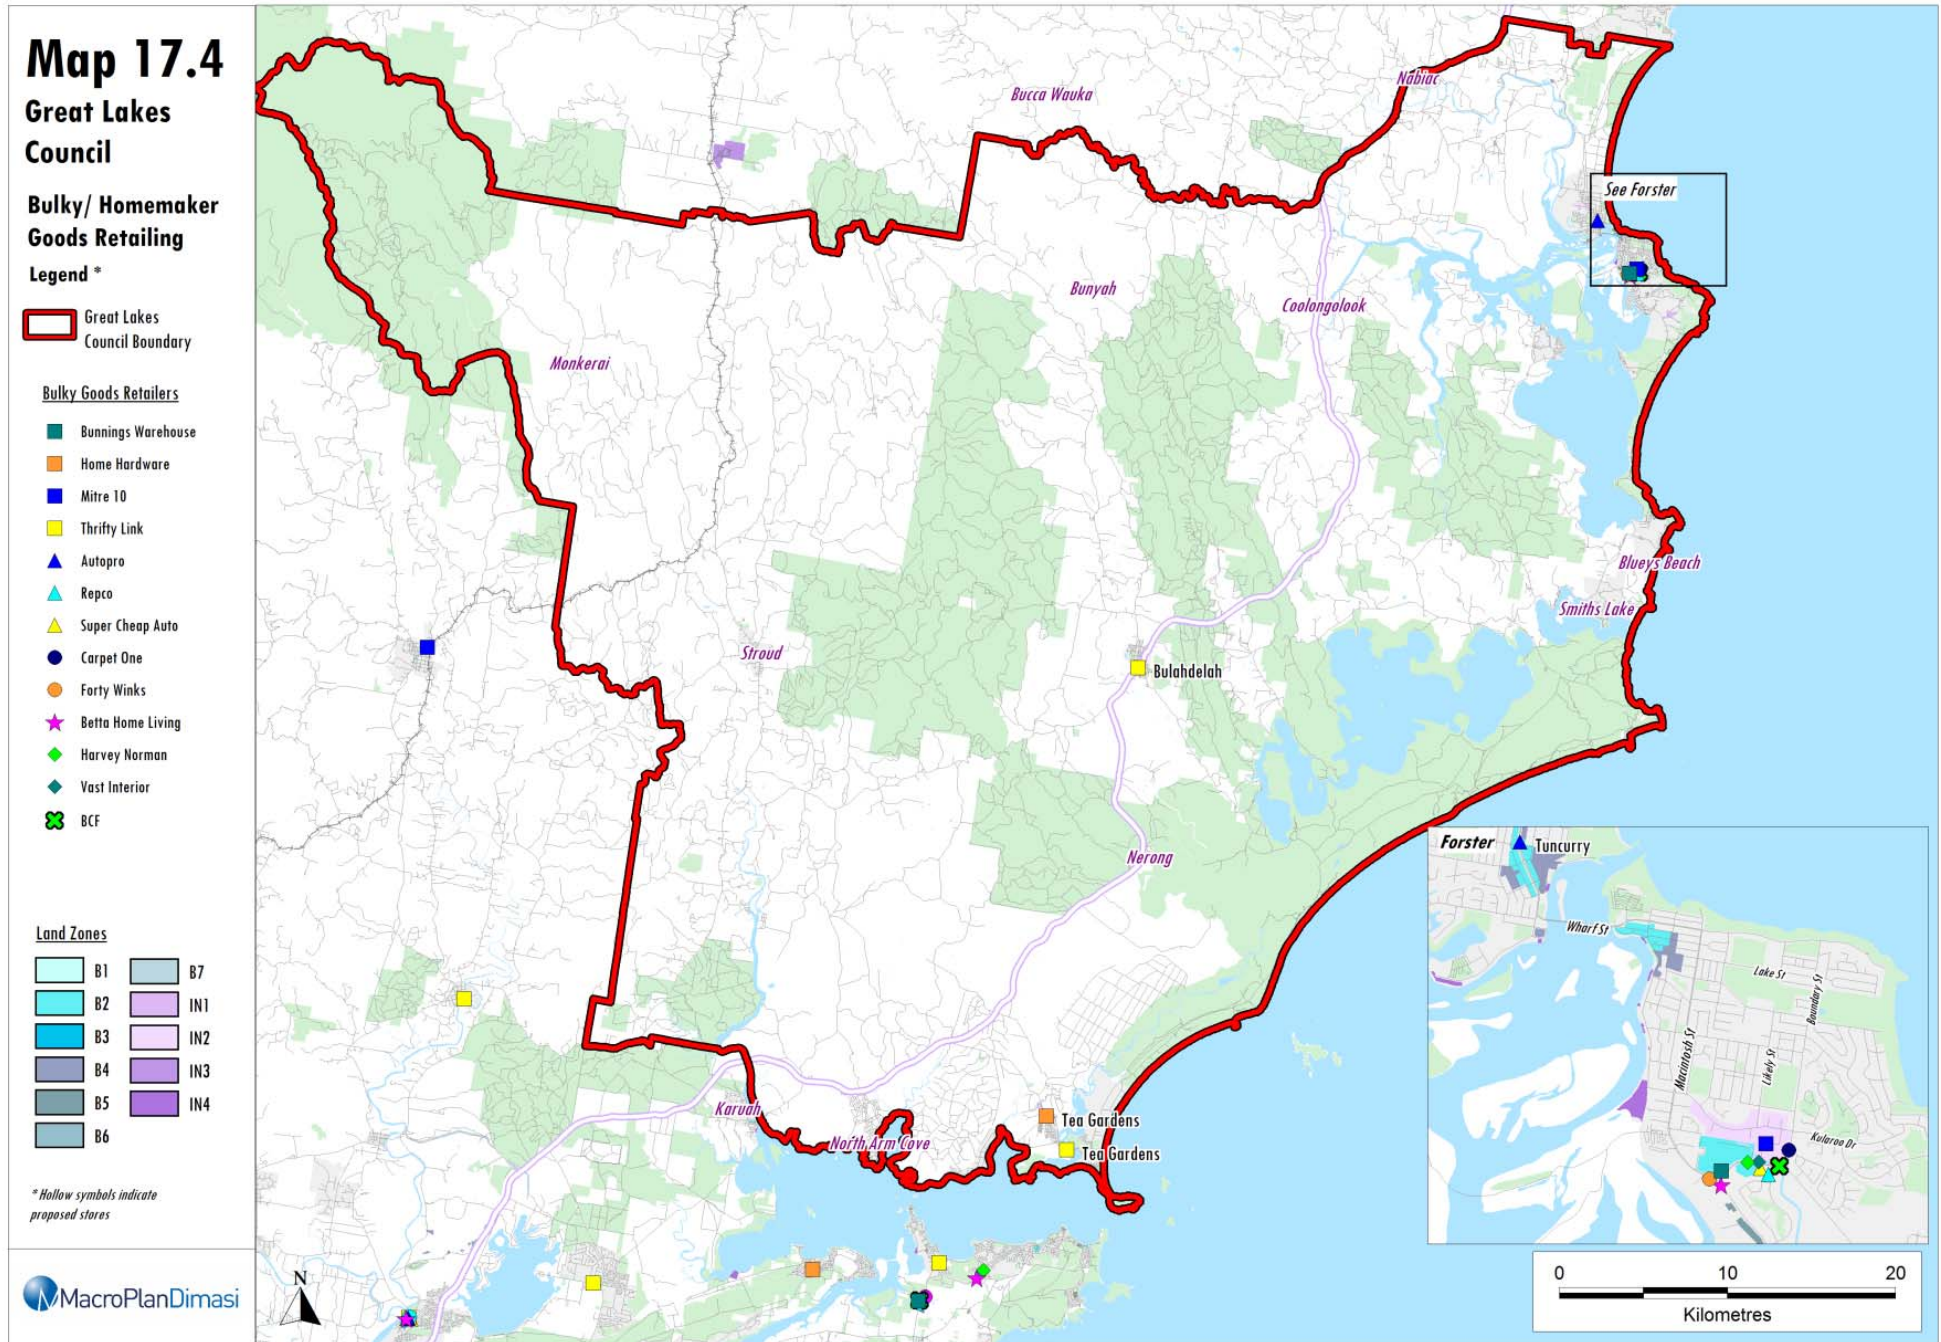 Map 17.4
Great Lakes
Council
Bulky/ Homemaker
Goods Retailing
Legend *
Great Lakes
Council Boundary
Bulky Goods Retailers
Bunnings Warehouse
Home Hardware
Mitre 10
Thrifty Link
Autopro
Repco
Super Cheap Auto
Carpet One
Forty Winks
Betta Home Living
Harvey Norman
Vast Interior
BCF
Land Zones
B1
B7
B2
IN1
B3
IN2
B4
IN3
B5
IN4
B6
* Hollow symbols indicate
proposed stores
MacroPlanDimasi
Nabiac
Bucca Wauka
See Forster
Bunyah
Coolongolook
Monkerai
Blueys Beach
Smiths Lake
Stroud
Bulahdelah
Nerong
Karuah
North Arm Cove
Tea Gardens
Tea Gardens
N
Forster
Tuncurry
Wharf St
Lake St
Boundary St
Macintosh St
Likely St
Kularoo Dr
0 10 20
Kilometres